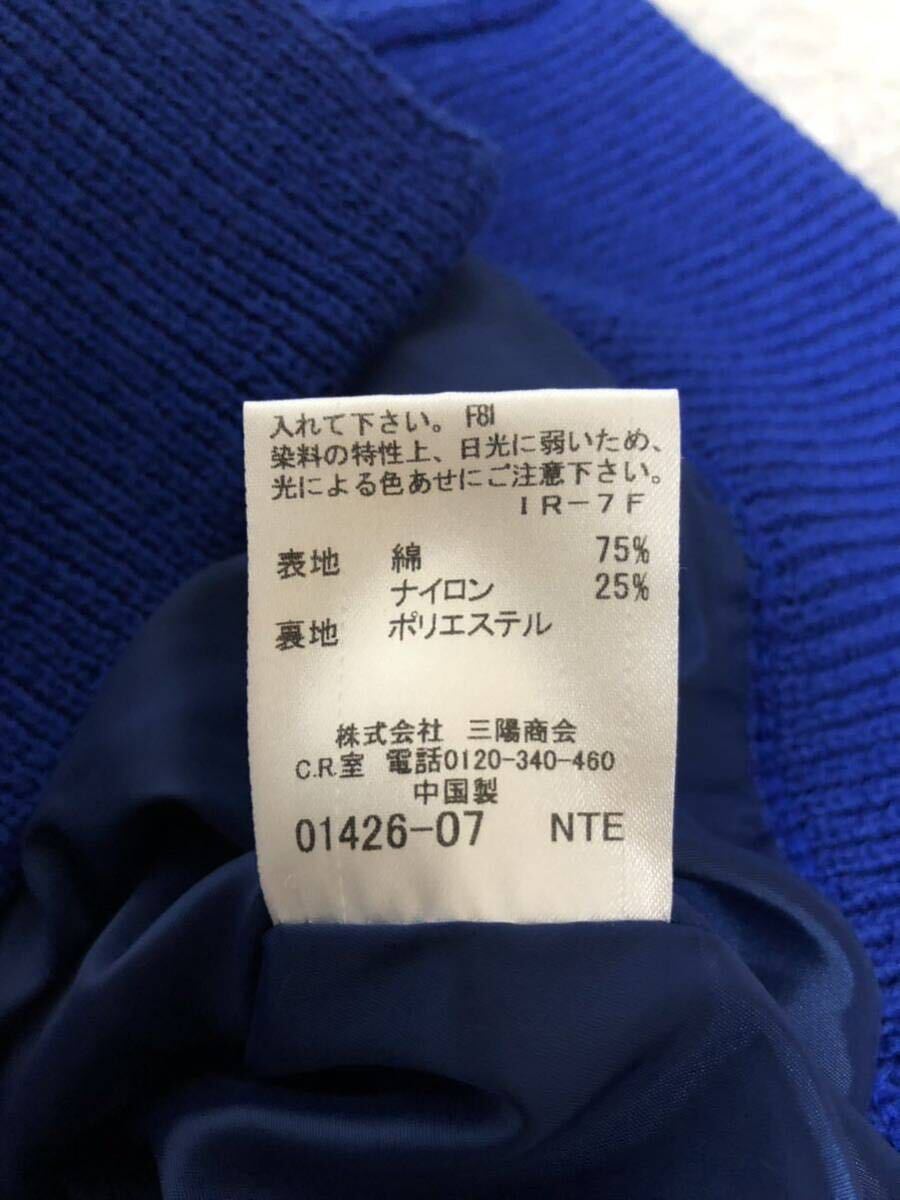 入れて下さい。 F81
染料の特性上、日光に弱いため、
光による色あせにご注意下さい。
IR-7F
表地 綿 75%
ナイロン 25%
裏地 ポリエステル
株式会社 三陽商会
C.R.室 電話0120-340-460
中国製
01426-07 NTE